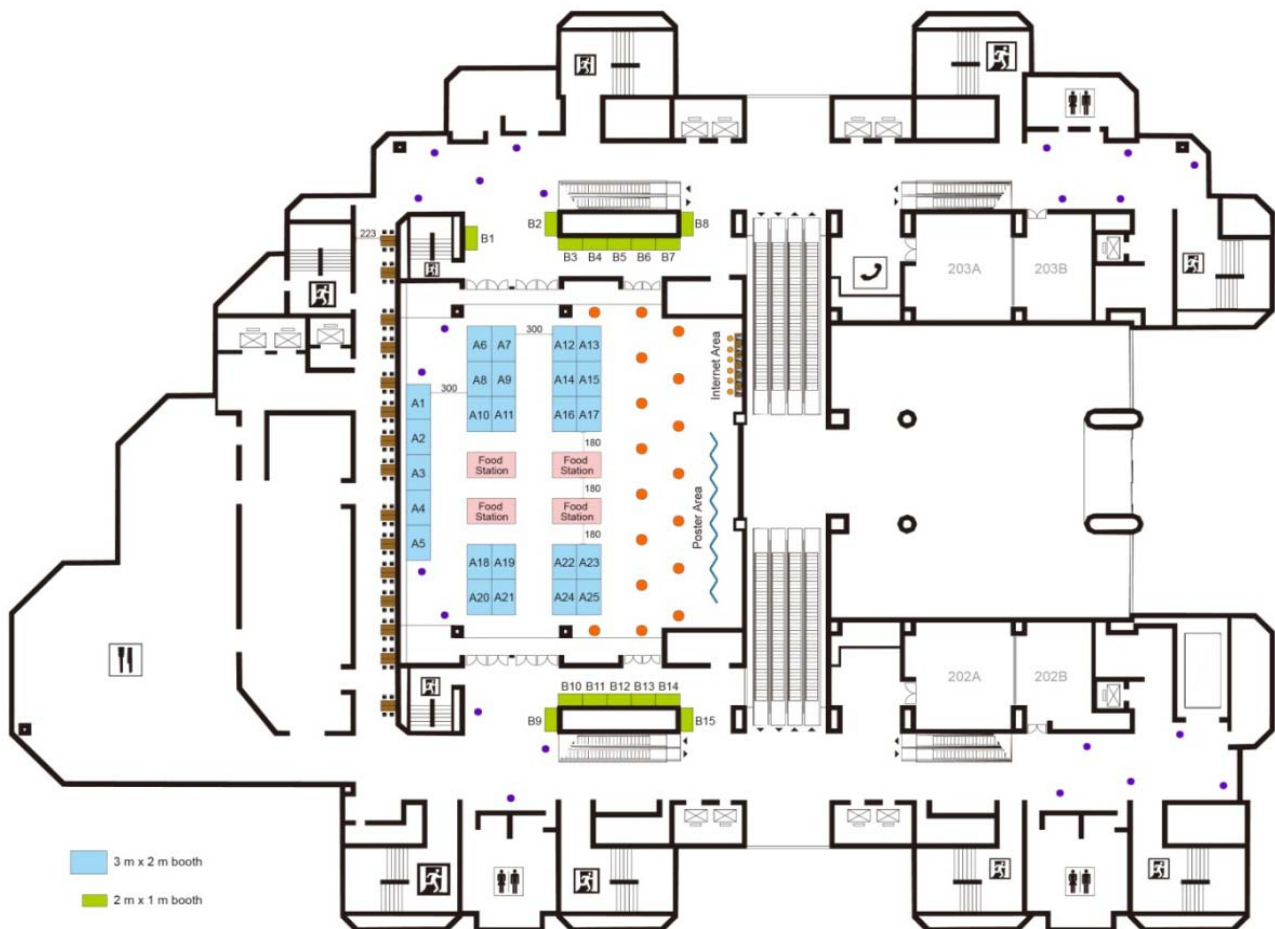 B2
B8
223
B1
B3 B4 B5 B6 B7
203A
203B
300
A6 A7
A12 A13
A8 A9
A14 A15
Internet Area
300
A1
A10 A11
A16 A17
A2
180
A3
Food
Station
Food
Station
180
A4
Food
Station
Food
Station
Poster Area
180
A5
A18 A19
A22 A23
A20 A21
A24 A25
202A
202B
B10 B11 B12 B13 B14
B9
B15
3 m x 2 m booth
2 m x 1 m booth